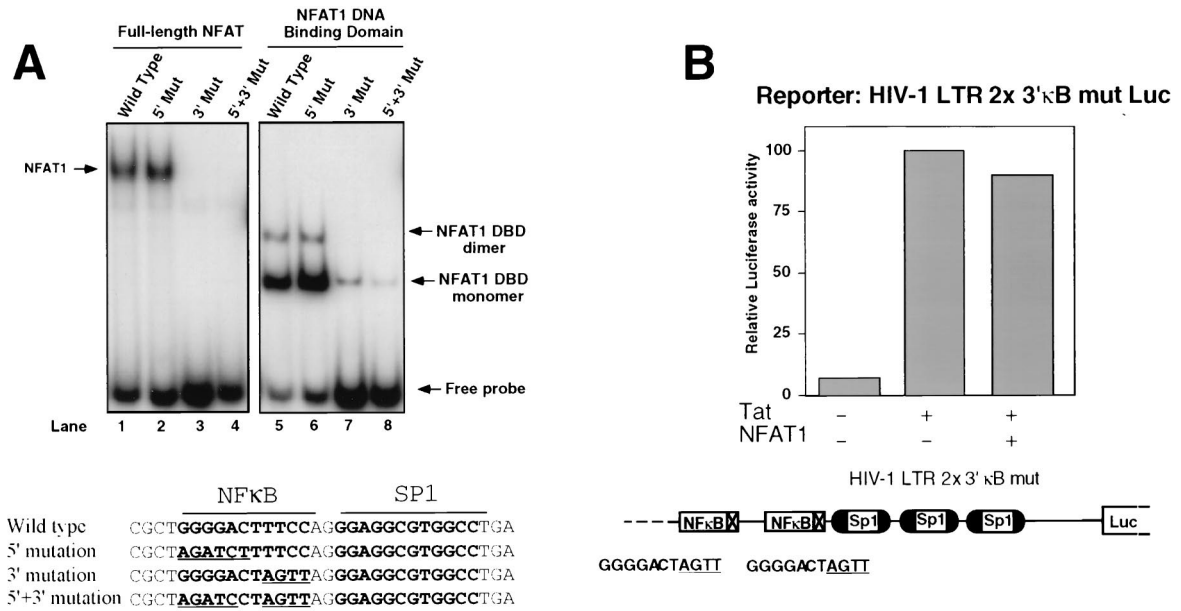 A
Full-length NFAT
NFAT1 DNA
Binding Domain
Wild Type
5' Mut
3' Mut
5'+3' Mut
Wild Type
5' Mut
3' Mut
5'+3' Mut
NFAT1
NFAT1 DBD
dimer
NFAT1 DBD
monomer
Free probe
Lane 1 2 3 4 5 6 7 8
NFκB SP1
Wild type CGCTGGGGACTTTCCAGGGAGGCGTGGCCTGA
5' mutation CGCTAGATCTTTTCCAGGGAGGCGTGGCCTGA
3' mutation CGCTGGGGACTAGTTAGGGAGGCGTGGCCTGA
5'+3' mutation CGCTAGATCCTAGTTAGGGAGGCGTGGCCTGA
B
Reporter: HIV-1 LTR 2x 3'κB mut Luc
Relative Luciferase activity
100
75
50
25
0
Tat − + +
NFAT1 − − +
HIV-1 LTR 2x 3' κB mut
NFκB X NFκB X Sp1 Sp1 Sp1 Luc
GGGGACTAGTT GGGGACTAGTT